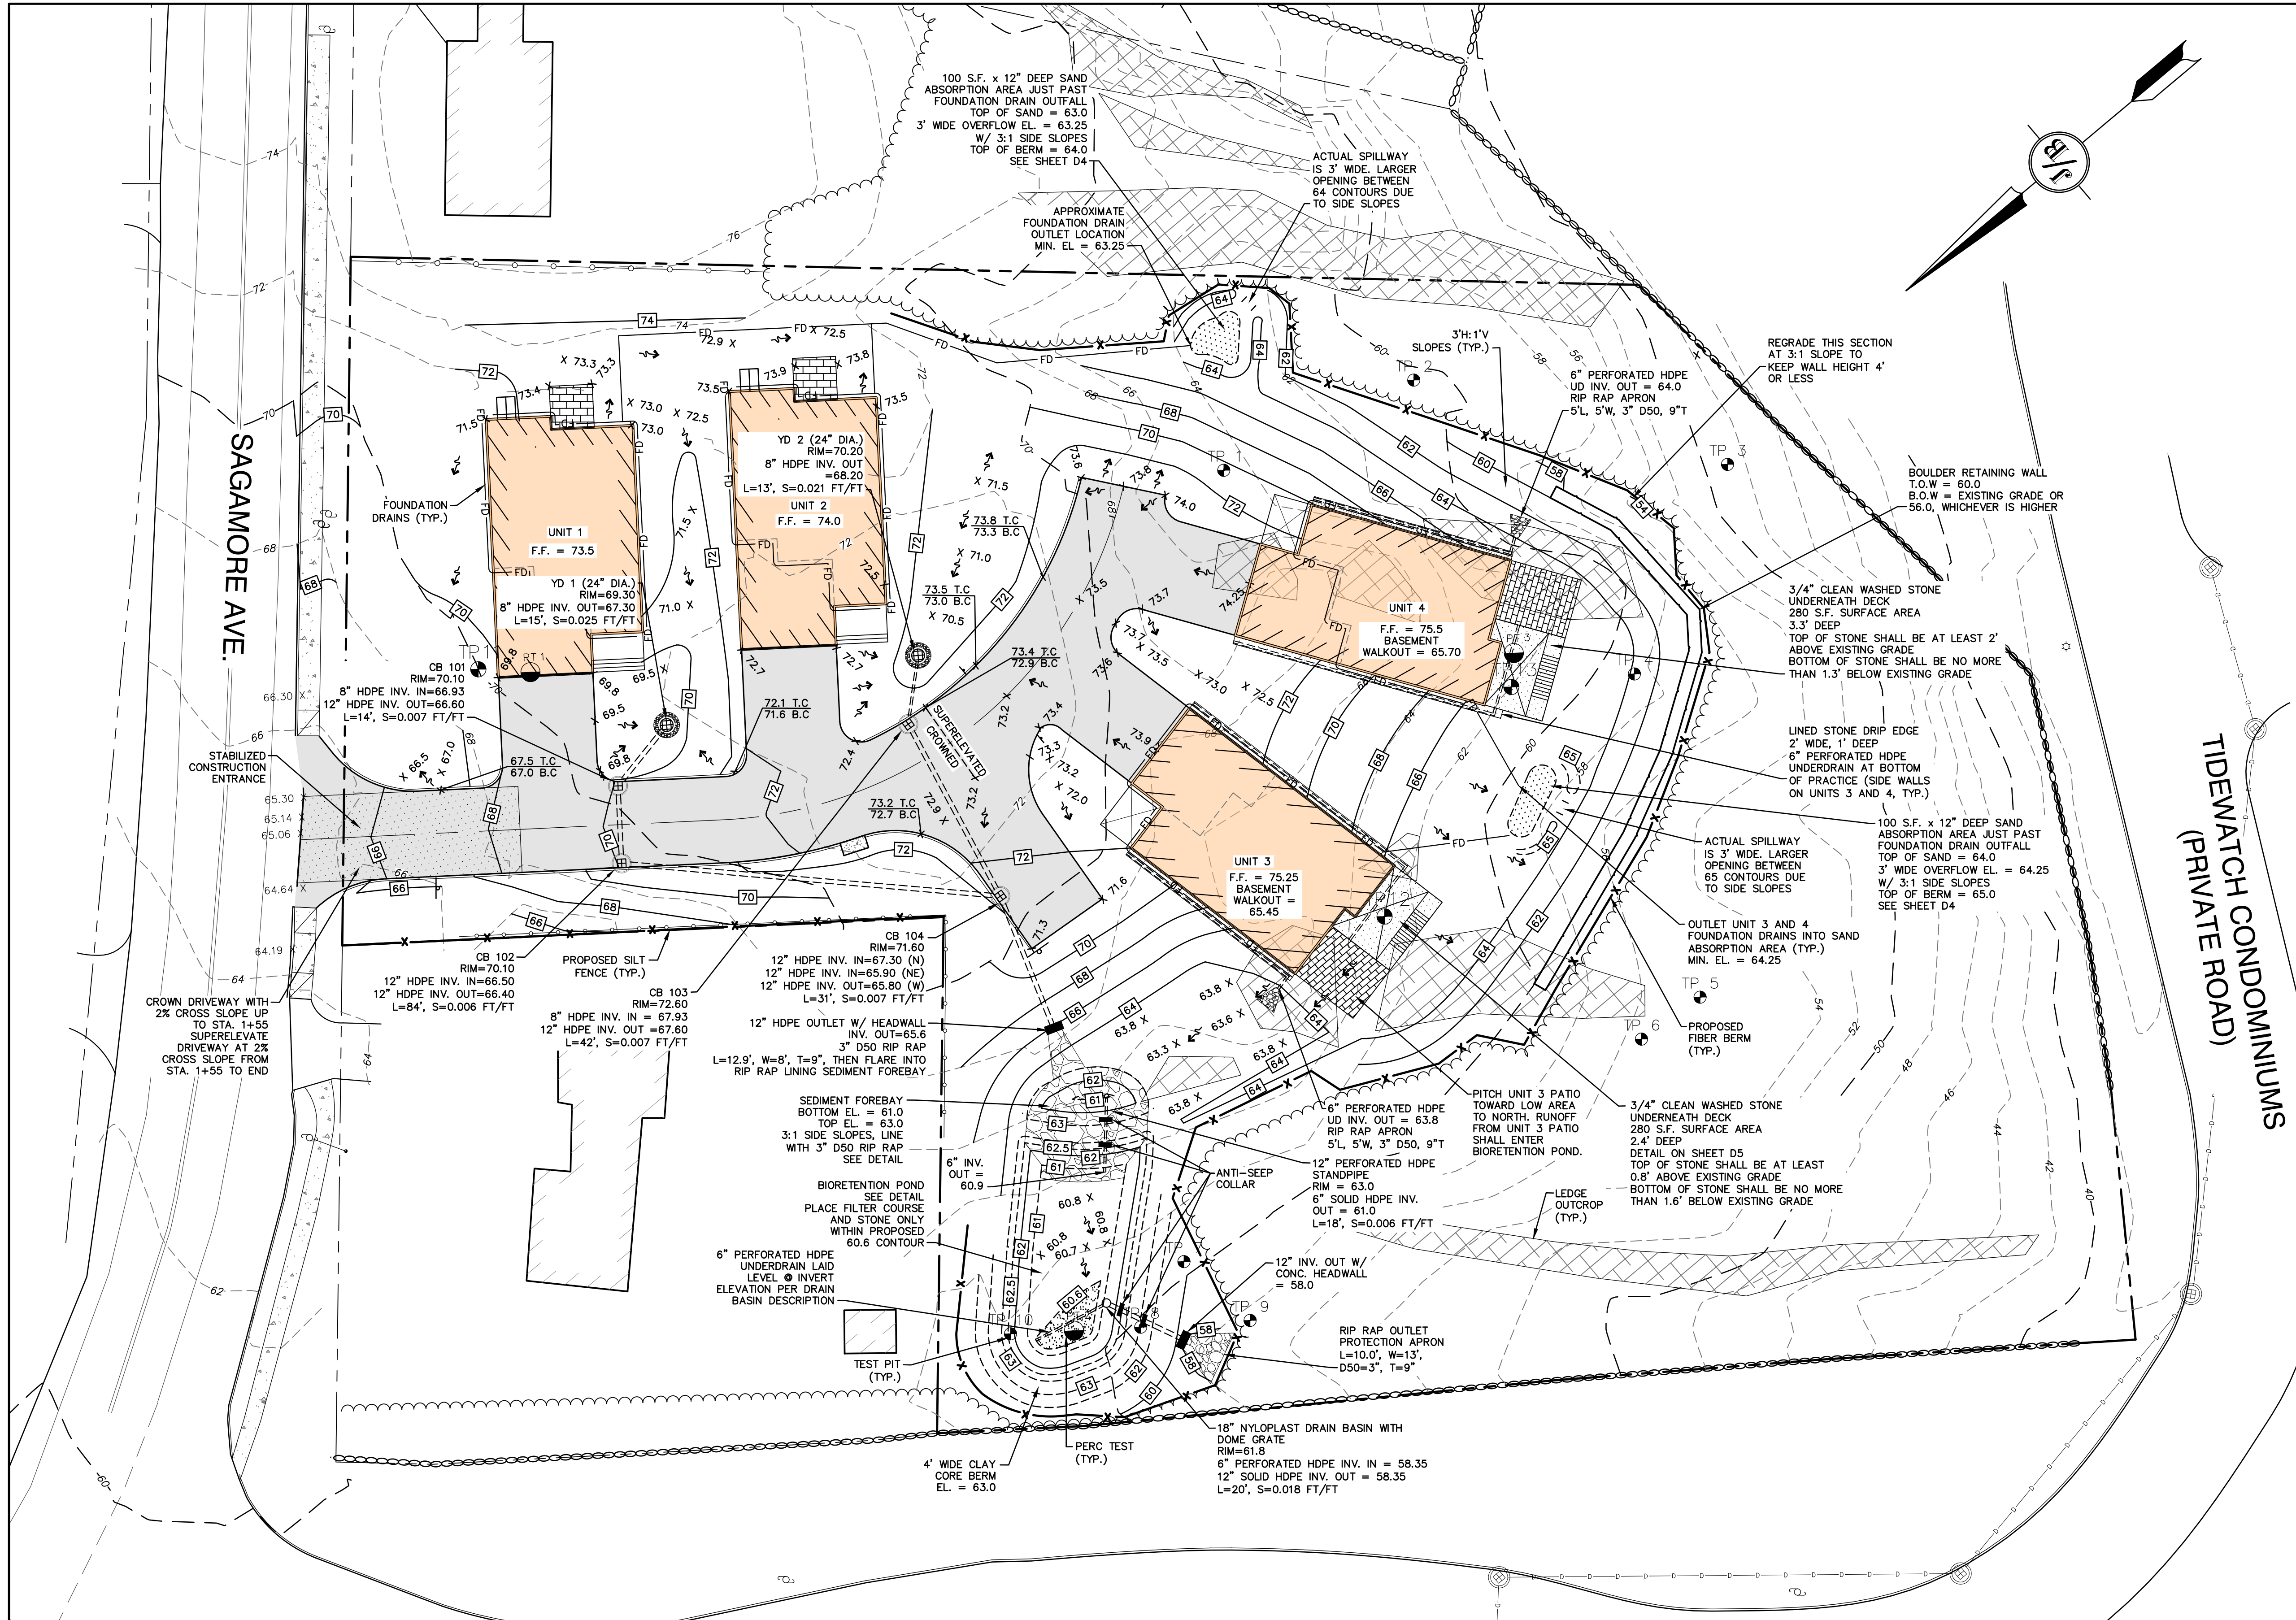 100 S.F. x 12" DEEP SAND
ABSORPTION AREA JUST PAST
FOUNDATION DRAIN OUTFALL
TOP OF SAND = 63.0
3' WIDE OVERFLOW EL. = 63.25
W/ 3:1 SIDE SLOPES
TOP OF BERM = 64.0
SEE SHEET D4
ACTUAL SPILLWAY
IS 3' WIDE. LARGER
OPENING BETWEEN
64 CONTOURS DUE
TO SIDE SLOPES
APPROXIMATE
FOUNDATION DRAIN
OUTLET LOCATION
MIN. EL = 63.25
J/B
3'H:1'V
SLOPES (TYP.)
6" PERFORATED HDPE
UD INV. OUT = 64.0
RIP RAP APRON
5'L, 5'W, 3" D50, 9"T
REGRADE THIS SECTION
AT 3:1 SLOPE TO
KEEP WALL HEIGHT 4'
OR LESS
BOULDER RETAINING WALL
T.O.W = 60.0
B.O.W = EXISTING GRADE OR
56.0, WHICHEVER IS HIGHER
3/4" CLEAN WASHED STONE
UNDERNEATH DECK
280 S.F. SURFACE AREA
3.3' DEEP
TOP OF STONE SHALL BE AT LEAST 2'
ABOVE EXISTING GRADE
BOTTOM OF STONE SHALL BE NO MORE
THAN 1.3' BELOW EXISTING GRADE
LINED STONE DRIP EDGE
2' WIDE, 1' DEEP
6" PERFORATED HDPE
UNDERDRAIN AT BOTTOM
OF PRACTICE (SIDE WALLS
ON UNITS 3 AND 4, TYP.)
100 S.F. x 12" DEEP SAND
ABSORPTION AREA JUST PAST
FOUNDATION DRAIN OUTFALL
TOP OF SAND = 64.0
3' WIDE OVERFLOW EL. = 64.25
W/ 3:1 SIDE SLOPES
TOP OF BERM = 65.0
SEE SHEET D4
ACTUAL SPILLWAY
IS 3' WIDE. LARGER
OPENING BETWEEN
65 CONTOURS DUE
TO SIDE SLOPES
OUTLET UNIT 3 AND 4
FOUNDATION DRAINS INTO SAND
ABSORPTION AREA (TYP.)
MIN. EL. = 64.25
PROPOSED
FIBER BERM
(TYP.)
TIDEWATCH CONDOMINIUMS
(PRIVATE ROAD)
SAGAMORE AVE.
FOUNDATION
DRAINS (TYP.)
UNIT 1
F.F. = 73.5
YD 1 (24" DIA.)
RIM=69.30
8" HDPE INV. OUT=67.30
L=15', S=0.025 FT/FT
YD 2 (24" DIA.)
RIM=70.20
8" HDPE INV. OUT
=68.20
L=13', S=0.021 FT/FT
UNIT 2
F.F. = 74.0
UNIT 4
F.F. = 75.5
BASEMENT
WALKOUT = 65.70
UNIT 3
F.F. = 75.25
BASEMENT
WALKOUT =
65.45
CB 101
RIM=70.10
8" HDPE INV. IN=66.93
12" HDPE INV. OUT=66.60
L=14', S=0.007 FT/FT
STABILIZED
CONSTRUCTION
ENTRANCE
67.5 T.C
67.0 B.C
72.1 T.C
71.6 B.C
73.2 T.C
72.7 B.C
73.4 T.C
72.9 B.C
73.5 T.C
73.0 B.C
73.8 T.C
73.3 B.C
SUPERELEVATED
CROWNED
CB 102
RIM=70.10
12" HDPE INV. IN=66.50
12" HDPE INV. OUT=66.40
L=84', S=0.006 FT/FT
PROPOSED SILT
FENCE (TYP.)
CB 103
RIM=72.60
8" HDPE INV. IN = 67.93
12" HDPE INV. OUT =67.60
L=42', S=0.007 FT/FT
CB 104
RIM=71.60
12" HDPE INV. IN=67.30 (N)
12" HDPE INV. IN=65.90 (NE)
12" HDPE INV. OUT=65.80 (W)
L=31', S=0.007 FT/FT
CROWN DRIVEWAY WITH
2% CROSS SLOPE UP
TO STA. 1+55
SUPERELEVATE
DRIVEWAY AT 2%
CROSS SLOPE FROM
STA. 1+55 TO END
12" HDPE OUTLET W/ HEADWALL
INV. OUT=65.6
3" D50 RIP RAP
L=12.9', W=8', T=9", THEN FLARE INTO
RIP RAP LINING SEDIMENT FOREBAY
SEDIMENT FOREBAY
BOTTOM EL. = 61.0
TOP EL. = 63.0
3:1 SIDE SLOPES, LINE
WITH 3" D50 RIP RAP
SEE DETAIL
6" INV.
OUT =
60.9
BIORETENTION POND
SEE DETAIL
PLACE FILTER COURSE
AND STONE ONLY
WITHIN PROPOSED
60.6 CONTOUR
6" PERFORATED HDPE
UNDERDRAIN LAID
LEVEL @ INVERT
ELEVATION PER DRAIN
BASIN DESCRIPTION
TEST PIT
(TYP.)
4' WIDE CLAY
CORE BERM
EL. = 63.0
PERC TEST
(TYP.)
18" NYLOPLAST DRAIN BASIN WITH
DOME GRATE
RIM=61.8
6" PERFORATED HDPE INV. IN = 58.35
12" SOLID HDPE INV. OUT = 58.35
L=20', S=0.018 FT/FT
RIP RAP OUTLET
PROTECTION APRON
L=10.0', W=13',
D50=3", T=9"
12" INV. OUT W/
CONC. HEADWALL
= 58.0
ANTI-SEEP
COLLAR
12" PERFORATED HDPE
STANDPIPE
RIM = 63.0
6" SOLID HDPE INV.
OUT = 61.0
L=18', S=0.006 FT/FT
6" PERFORATED HDPE
UD INV. OUT = 63.8
RIP RAP APRON
5'L, 5'W, 3" D50, 9"T
PITCH UNIT 3 PATIO
TOWARD LOW AREA
TO NORTH. RUNOFF
FROM UNIT 3 PATIO
SHALL ENTER
BIORETENTION POND.
LEDGE
OUTCROP
(TYP.)
3/4" CLEAN WASHED STONE
UNDERNEATH DECK
280 S.F. SURFACE AREA
2.4' DEEP
DETAIL ON SHEET D5
TOP OF STONE SHALL BE AT LEAST
0.8' ABOVE EXISTING GRADE
BOTTOM OF STONE SHALL BE NO MORE
THAN 1.6' BELOW EXISTING GRADE
TP 1
TP 2
TP 3
TP 4
TP 5
TP 6
TP 9
TP 1
PT 1
66.30 X
65.30 X
65.14 X
65.06 X
64.64 X
64.19 X